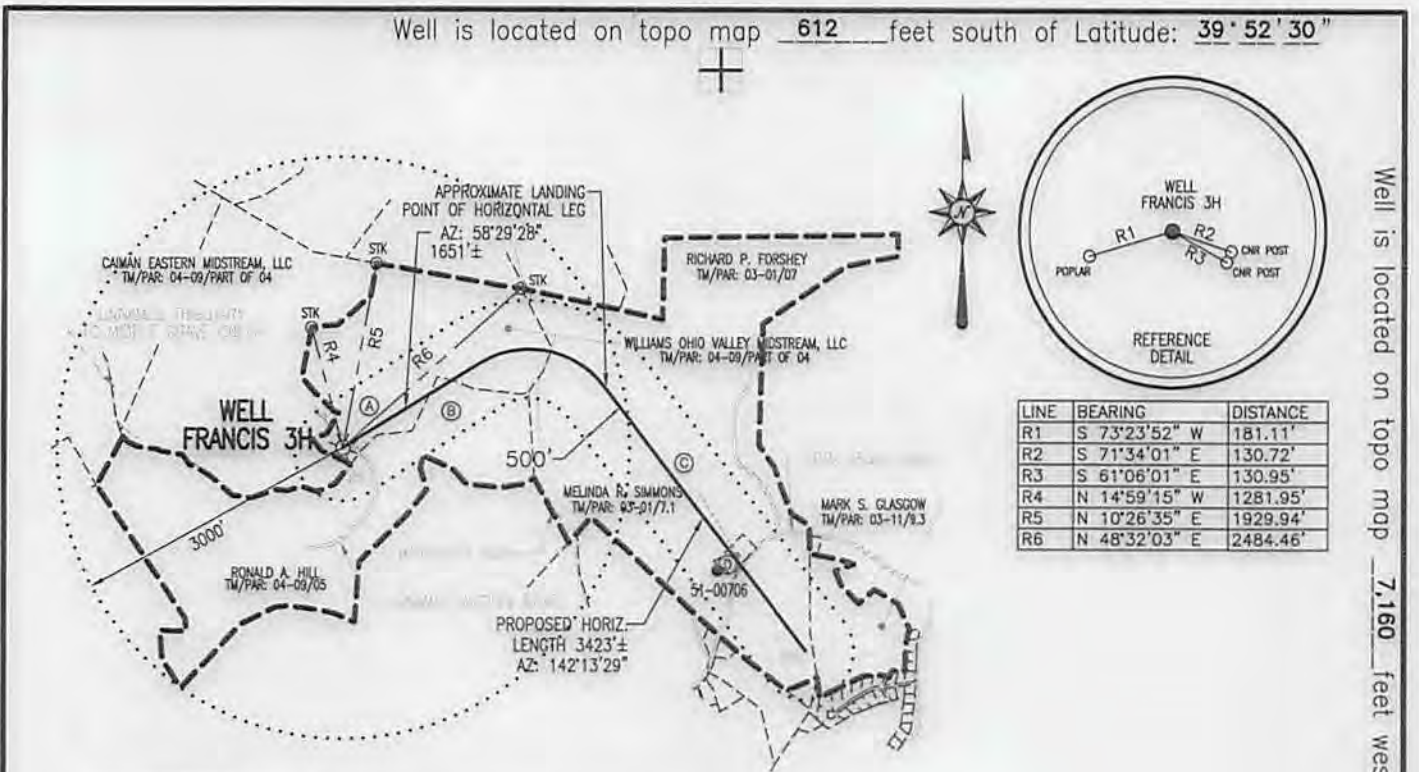 Well is located on topo map 612 feet south of Latitude: 39°52'30"
Well is located on topo map 7,160 feet wes
APPROXIMATE LANDING
POINT OF HORIZONTAL LEG
AZ: 58°29'28"
1651'±
CAIMAN EASTERN MIDSTREAM, LLC
TM/PAR: 04-09/PART OF 04
STK
STK
STK
RICHARD P. FORSHEY
TM/PAR: 03-01/07
WILLIAMS OHIO VALLEY MIDSTREAM, LLC
TM/PAR: 04-09/PART OF 04
R4
R5
R6
WELL
FRANCIS 3H
A
B
C
D
500'
3000'
MELINDA R. SIMMONS
TM/PAR: 03-01/7.1
MARK S. GLASGOW
TM/PAR: 03-11/9.3
RONALD A. HILL
TM/PAR: 04-09/05
51-00706
PROPOSED HORIZ.
LENGTH 3423'±
AZ: 142°13'29"
N
WELL
FRANCIS 3H
R1
R2
R3
POPLAR
CNR POST
CNR POST
REFERENCE
DETAIL
LINE BEARING DISTANCE
R1 S 73°23'52" W 181.11'
R2 S 71°34'01" E 130.72'
R3 S 61°06'01" E 130.95'
R4 N 14°59'15" W 1281.95'
R5 N 10°26'35" E 1929.94'
R6 N 48°32'03" E 2484.46'